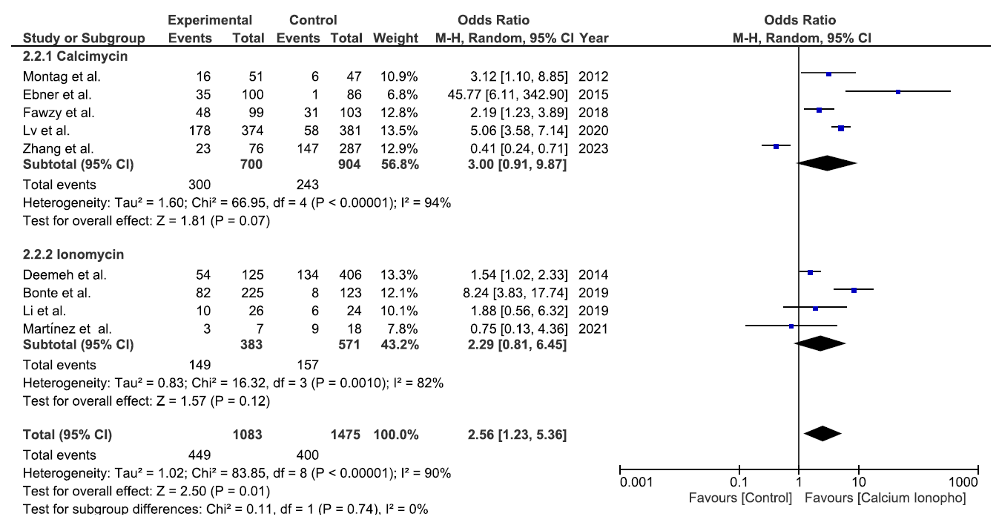 Experimental Control Odds Ratio Odds Ratio
Study or Subgroup Events Total Events Total Weight M-H, Random, 95% CI Year M-H, Random, 95% CI
2.2.1 Calcimycin
Montag et al. 16 51 6 47 10.9% 3.12 [1.10, 8.85] 2012
Ebner et al. 35 100 1 86 6.8% 45.77 [6.11, 342.90] 2015
Fawzy et al. 48 99 31 103 12.8% 2.19 [1.23, 3.89] 2018
Lv et al. 178 374 58 381 13.5% 5.06 [3.58, 7.14] 2020
Zhang et al. 23 76 147 287 12.9% 0.41 [0.24, 0.71] 2023
Subtotal (95% CI) 700 904 56.8% 3.00 [0.91, 9.87]
Total events 300 243
Heterogeneity: Tau² = 1.60; Chi² = 66.95, df = 4 (P < 0.00001); I² = 94%
Test for overall effect: Z = 1.81 (P = 0.07)
2.2.2 Ionomycin
Deemeh et al. 54 125 134 406 13.3% 1.54 [1.02, 2.33] 2014
Bonte et al. 82 225 8 123 12.1% 8.24 [3.83, 17.74] 2019
Li et al. 10 26 6 24 10.1% 1.88 [0.56, 6.32] 2019
Martínez et al. 3 7 9 18 7.8% 0.75 [0.13, 4.36] 2021
Subtotal (95% CI) 383 571 43.2% 2.29 [0.81, 6.45]
Total events 149 157
Heterogeneity: Tau² = 0.83; Chi² = 16.32, df = 3 (P = 0.0010); I² = 82%
Test for overall effect: Z = 1.57 (P = 0.12)
Total (95% CI) 1083 1475 100.0% 2.56 [1.23, 5.36]
Total events 449 400
Heterogeneity: Tau² = 1.02; Chi² = 83.85, df = 8 (P < 0.00001); I² = 90%
Test for overall effect: Z = 2.50 (P = 0.01)
Test for subgroup differences: Chi² = 0.11, df = 1 (P = 0.74), I² = 0%
0.001 0.1 1 10 1000
Favours [Control] Favours [Calcium Ionopho]